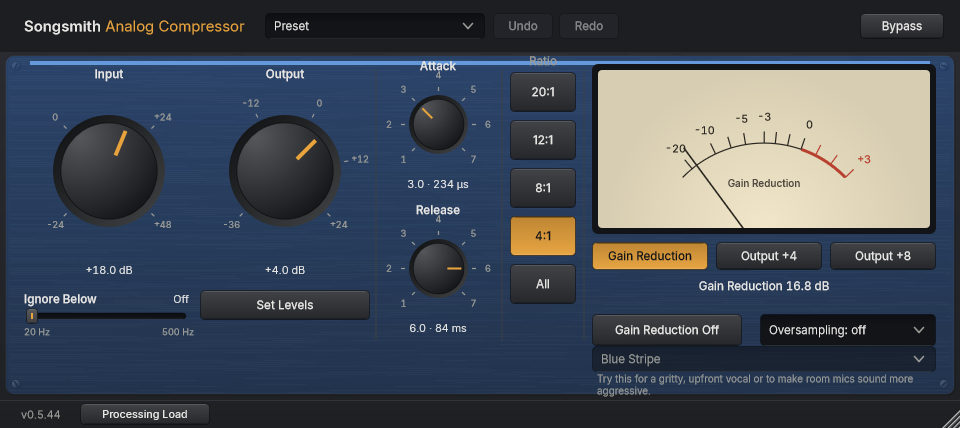 Songsmith Analog Compressor
Preset
Undo
Redo
Bypass
Input
0
+24
-24
+48
+18.0 dB
Output
-12
0
+12
-36
+24
+4.0 dB
Ignore Below
Off
20 Hz
500 Hz
Set Levels
Attack
4
3
5
2
6
1
7
3.0 · 234 µs
Release
4
3
5
2
6
1
7
6.0 · 84 ms
Ratio
20:1
12:1
8:1
4:1
All
-20
-10
-5
-3
0
+3
Gain Reduction
Gain Reduction
Output +4
Output +8
Gain Reduction 16.8 dB
Gain Reduction Off
Oversampling: off
Blue Stripe
Try this for a gritty, upfront vocal or to make room mics sound more
aggressive.
v0.5.44
Processing Load